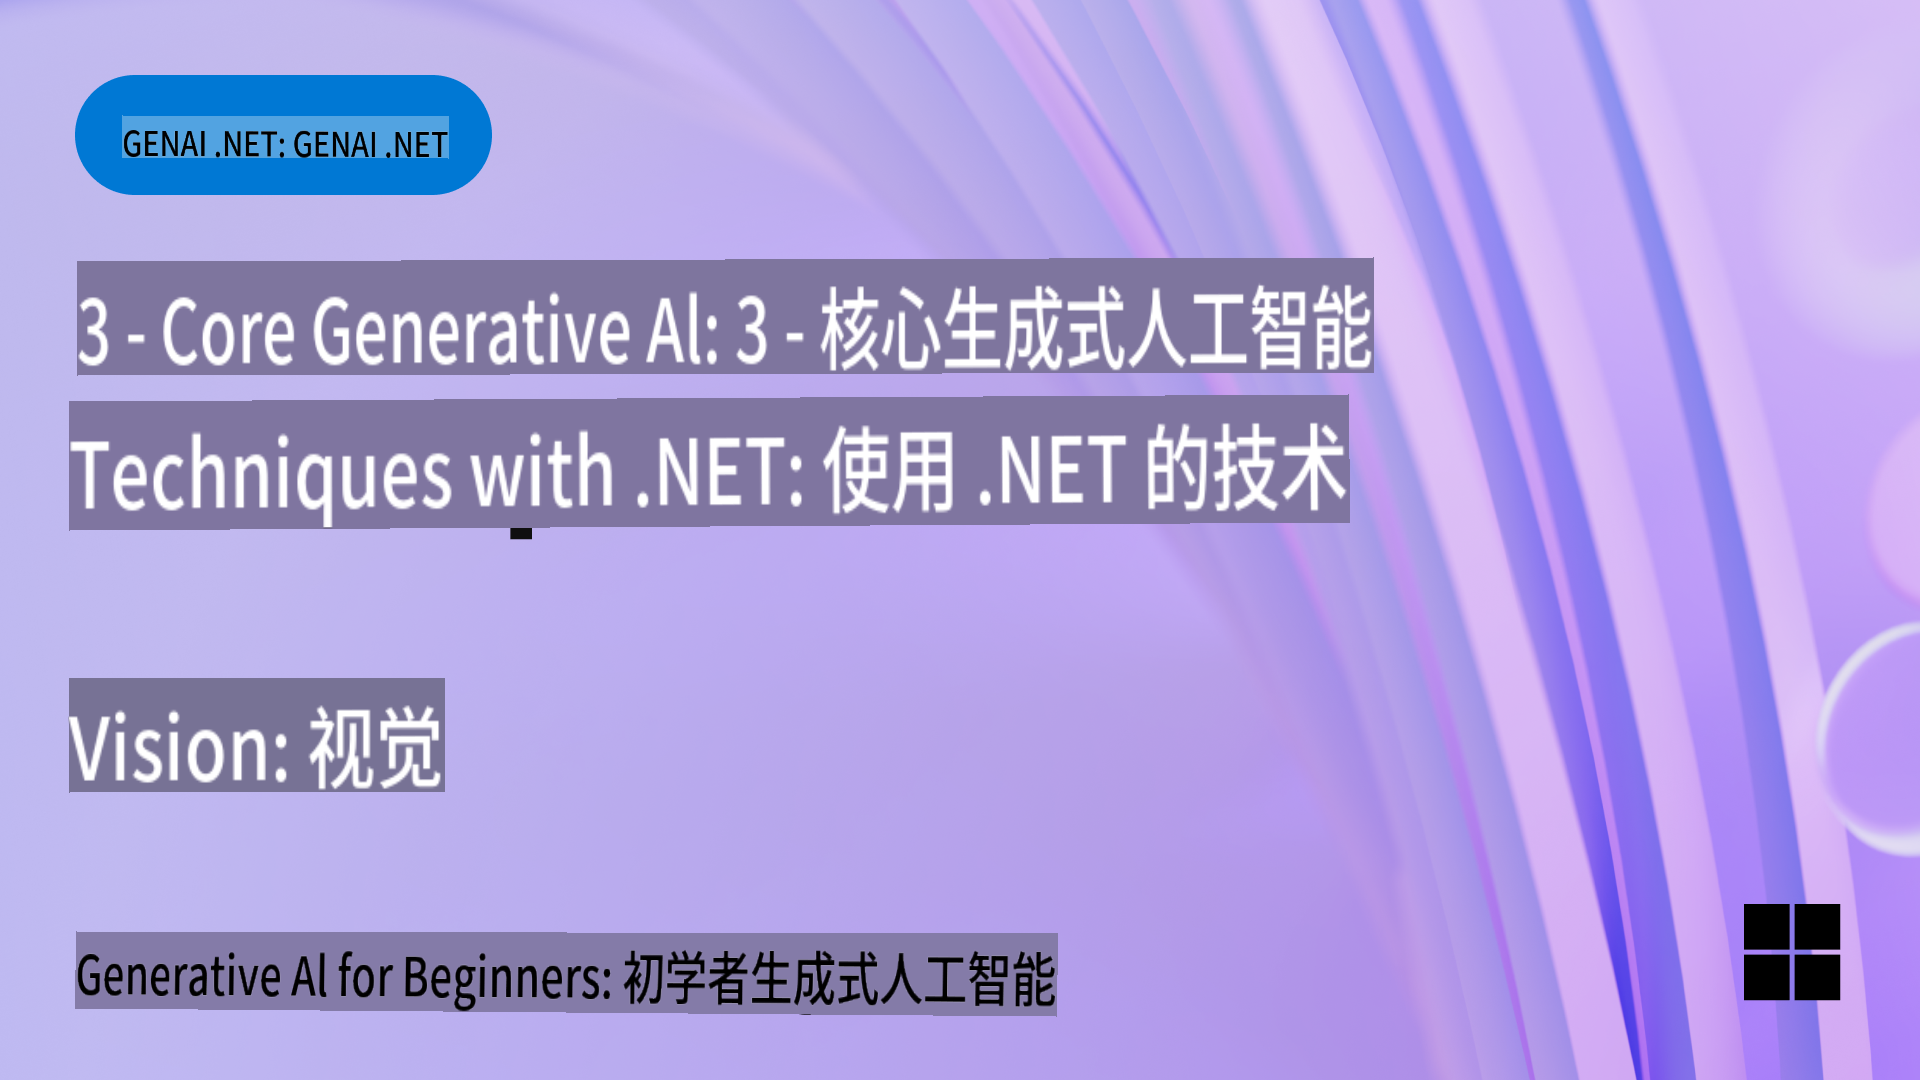 GENAI .NET: GENAI .NET
3 - Core Generative Al: 3 - 核心生成式人工智能
Techniques with .NET: 使用 .NET 的技术
Vision: 视觉
Generative Al for Beginners: 初学者生成式人工智能